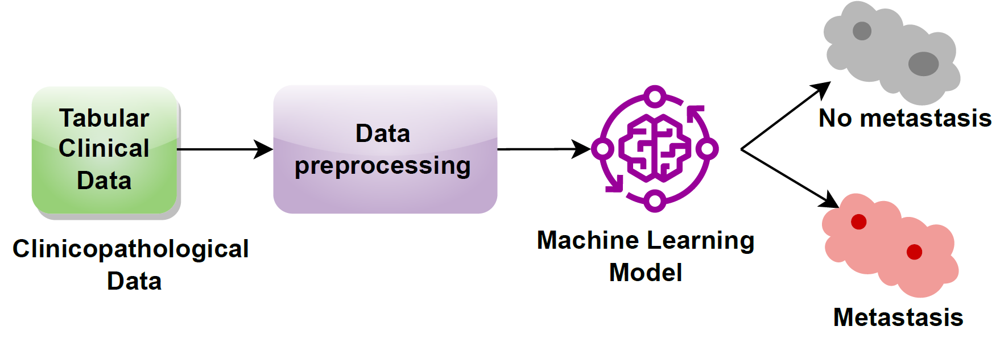 Tabular
Clinical
Data
Clinicopathological
Data
Data
preprocessing
Machine Learning
Model
No metastasis
Metastasis